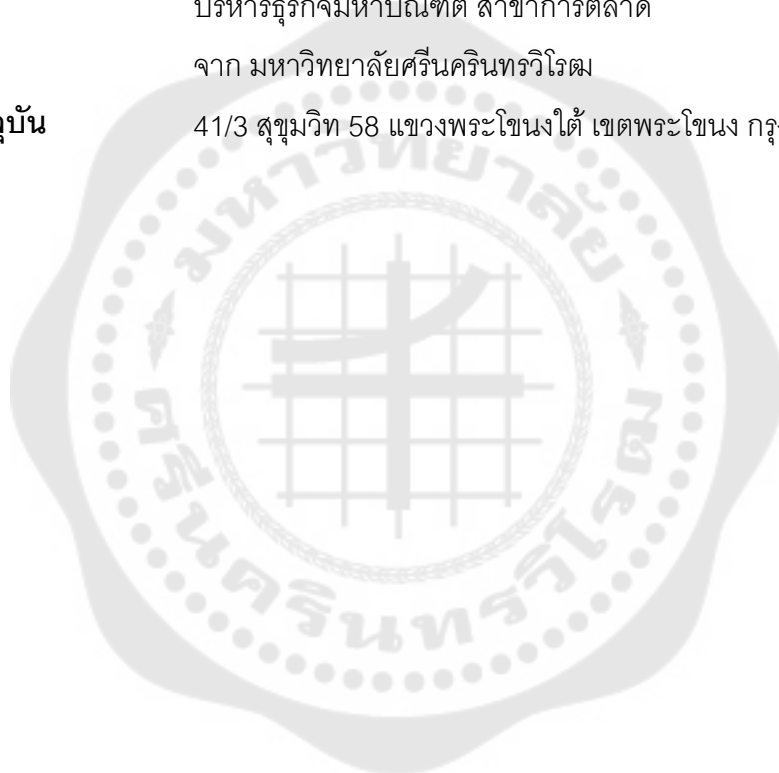 บริหารธุรกิจมหาบัณฑิต สาขาการตลาด
จาก มหาวิทยาลัยศรีนครินทรวิโรฒ
41/3 สุขุมวิท 58 แขวงพระโขนงใต้ เขตพระโขนง
มหาวิทยาลัย
ศรีนครินทรวิโรฒ